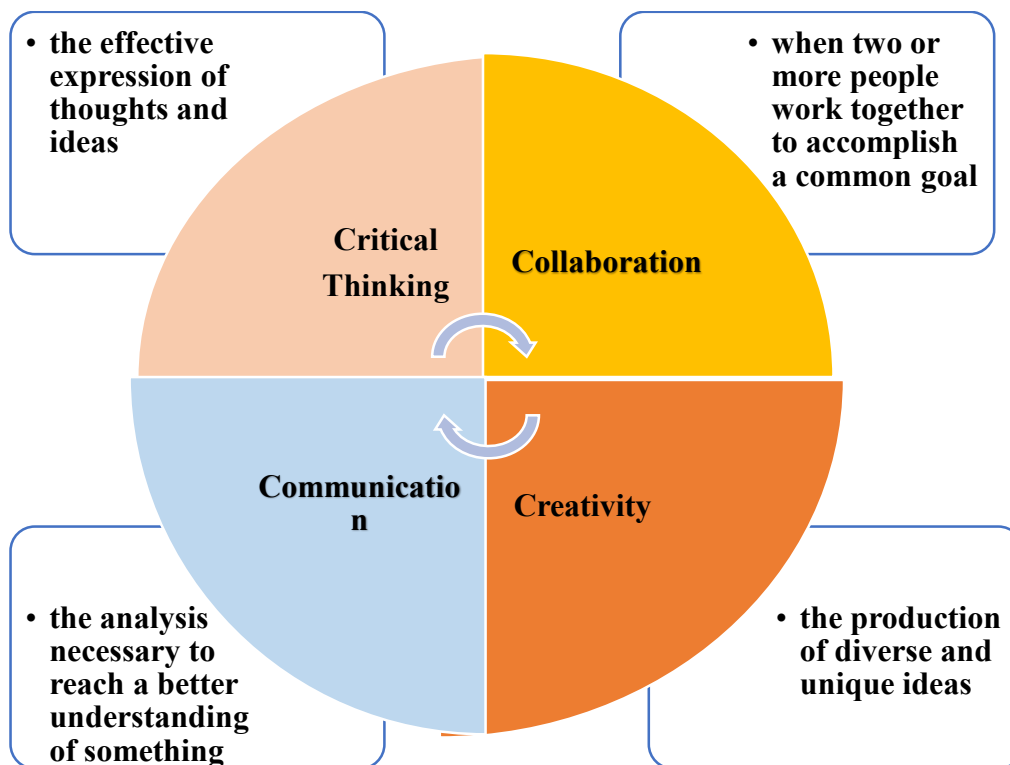 • the effective
expression of
thoughts and
ideas
• when two or
more people
work together
to accomplish
a common goal
Critical
Thinking
Collaboration
Communicatio
n
Creativity
• the analysis
necessary to
reach a better
understanding
of something
• the production
of diverse and
unique ideas